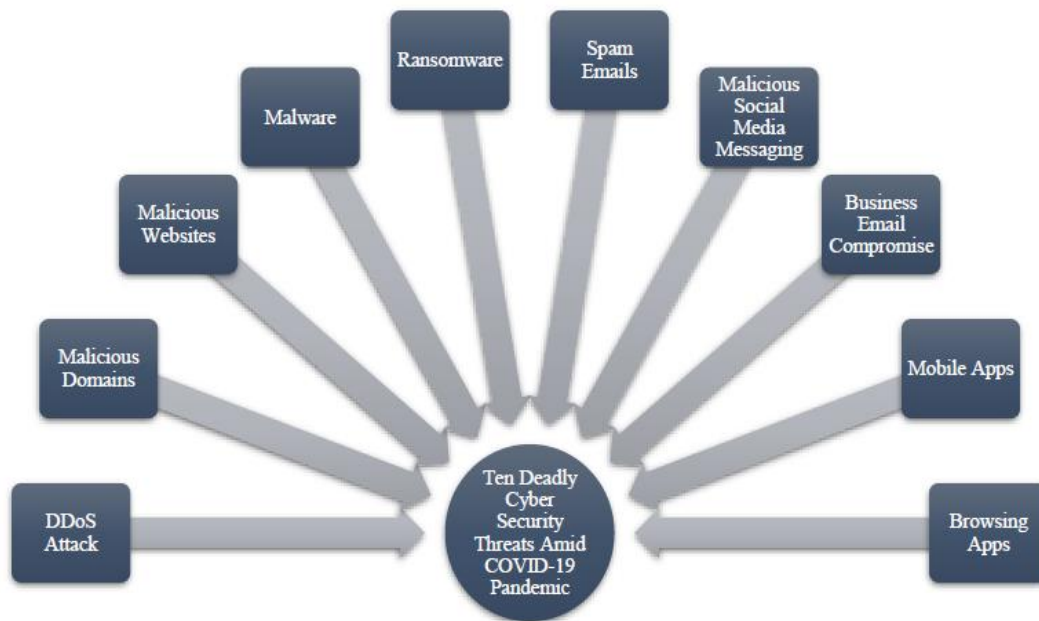 Ransomware
Spam
Emails
Malicious
Social
Media
Messaging
Malware
Malicious
Websites
Business
Email
Compromise
Malicious
Domains
Mobile Apps
DDoS
Attack
Ten Deadly
Cyber
Security
Threats Amid
COVID-19
Pandemic
Browsing
Apps